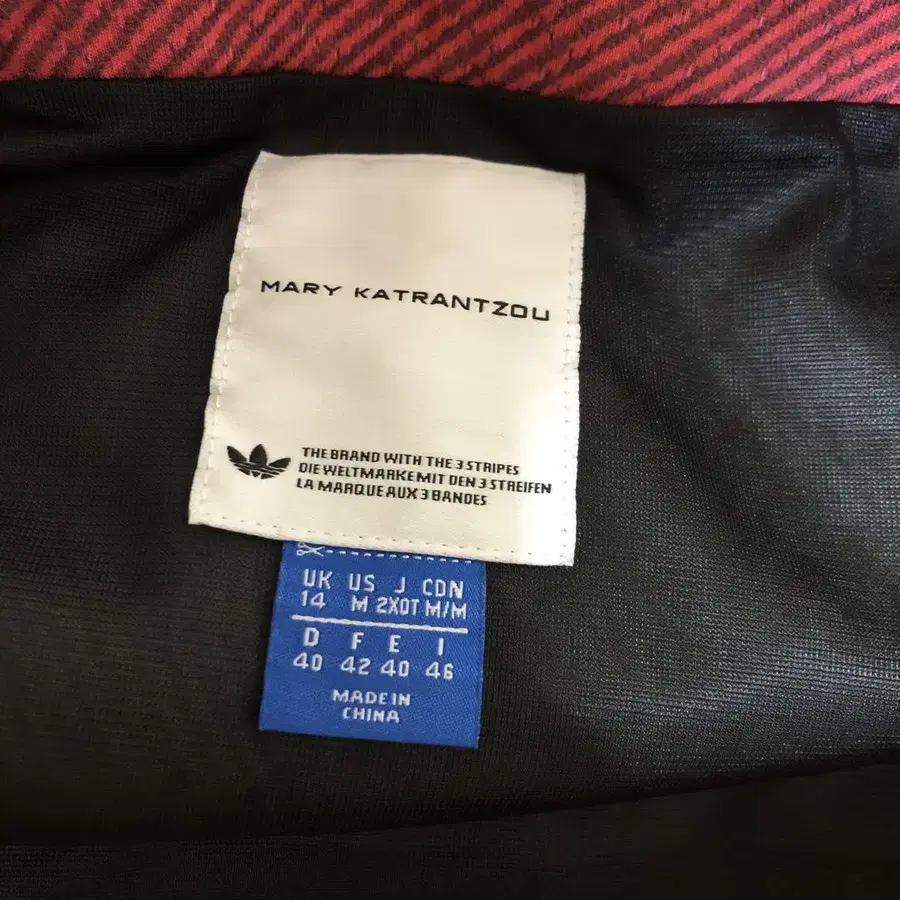 MARY KATRANTZOU
THE BRAND WITH THE 3 STRIPES
DIE WELTMARKE MIT DEN 3 STREIFEN
LA MARQUE AUX 3 BANDES
UK US J CDN
14 M 2XOT M/M
D F E I
40 42 40 46
MADE IN
CHINA